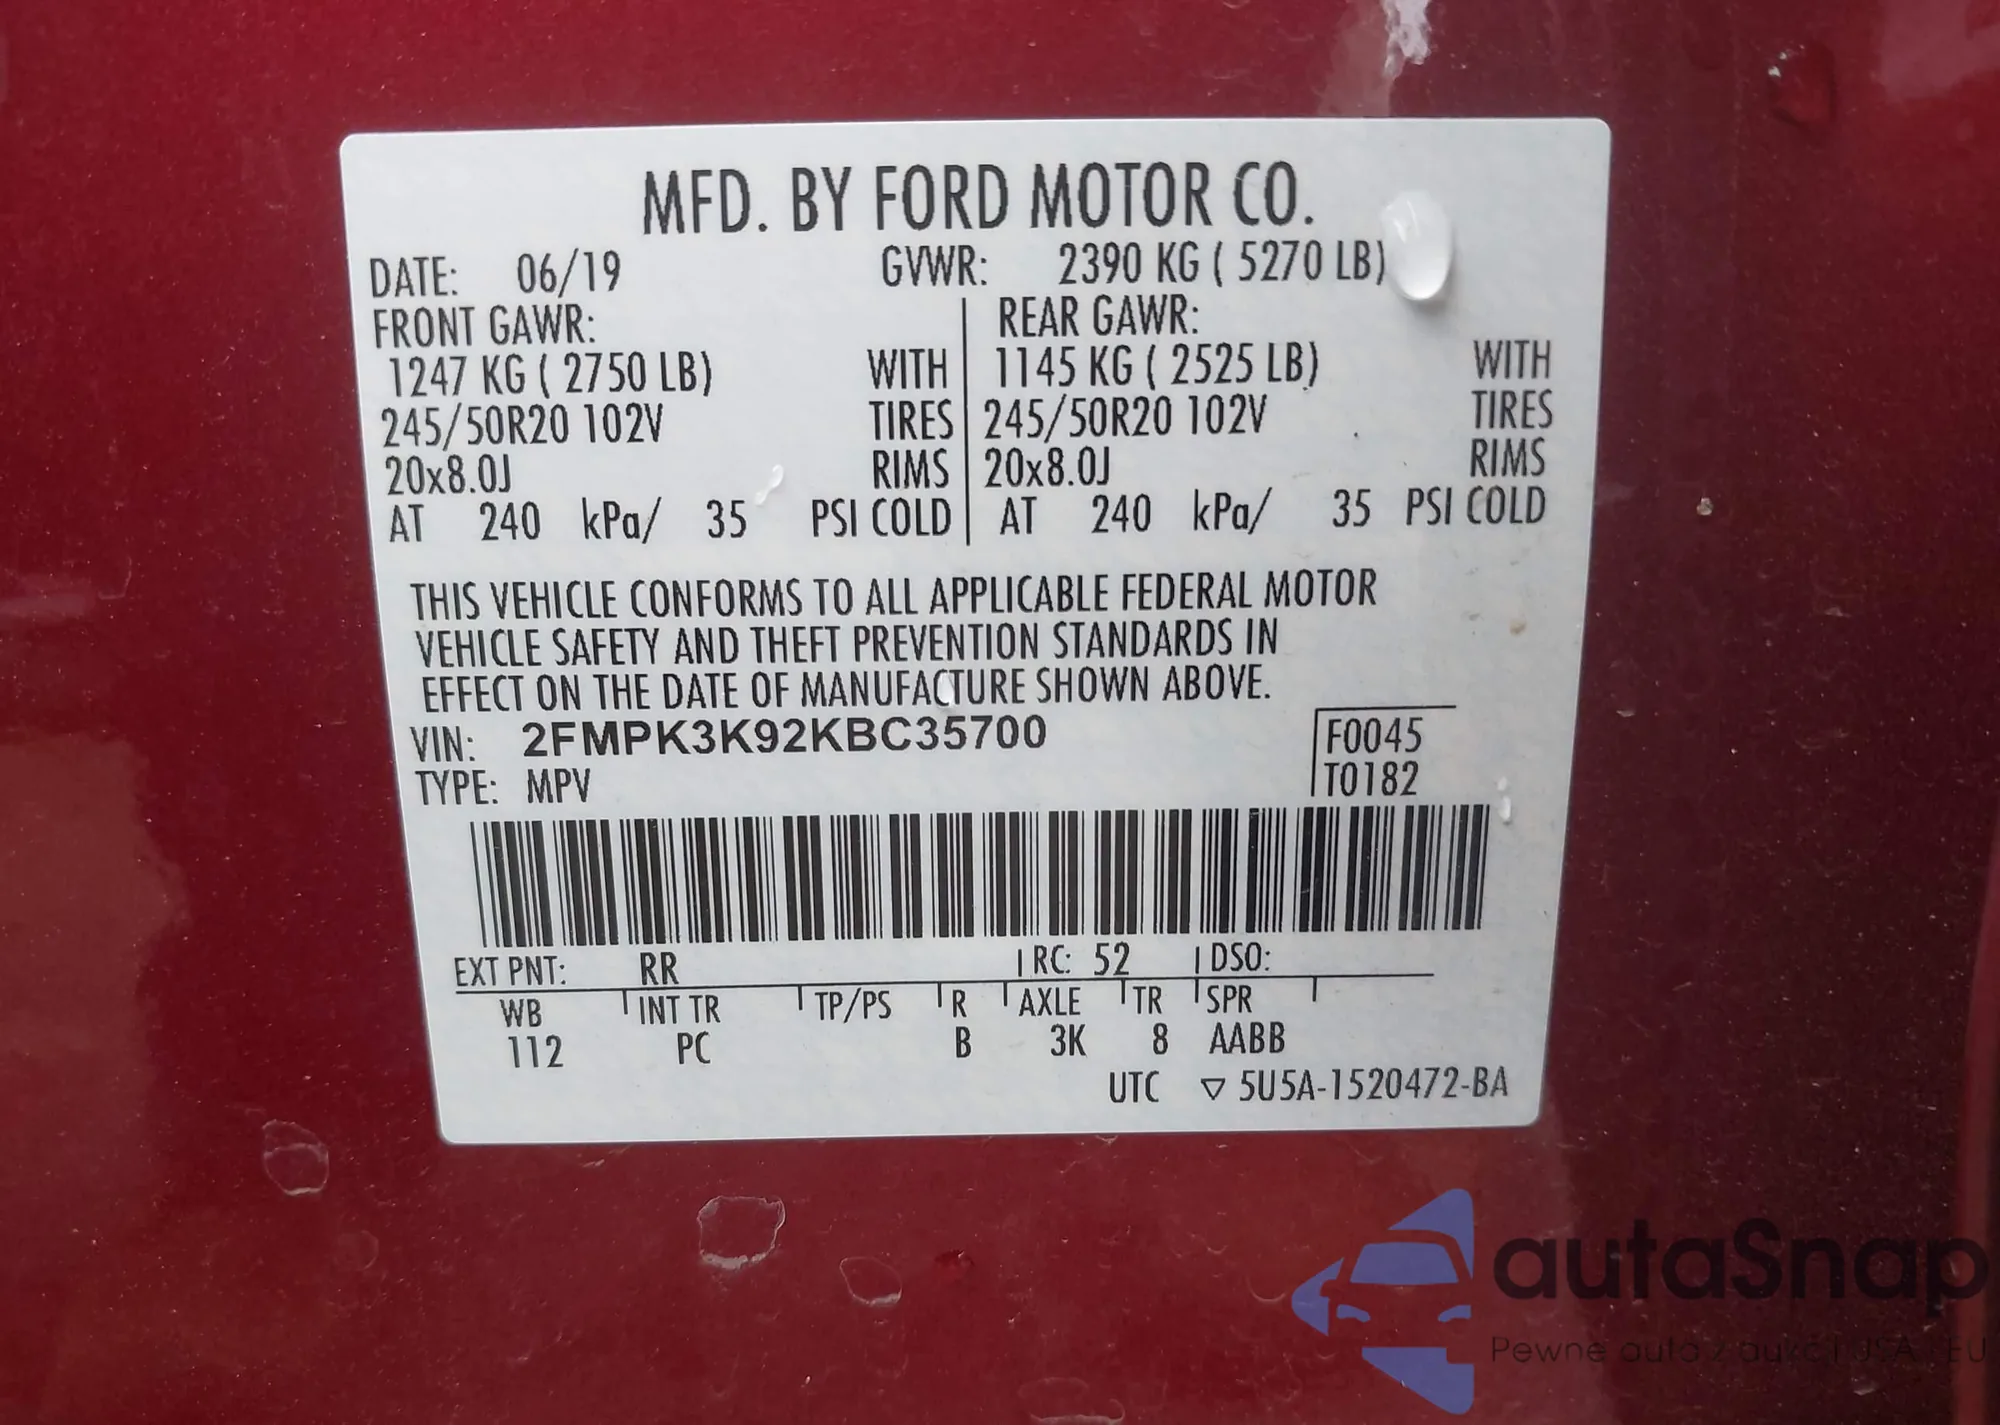 MFD. BY FORD MOTOR CO.
DATE: 06/19 GVWR: 2390 KG ( 5270 LB)
FRONT GAWR: REAR GAWR:
1247 KG ( 2750 LB) WITH 1145 KG ( 2525 LB) WITH
245/50R20 102V TIRES 245/50R20 102V TIRES
20x8.0J RIMS 20x8.0J RIMS
AT 240 kPa/ 35 PSI COLD AT 240 kPa/ 35 PSI COLD
THIS VEHICLE CONFORMS TO ALL APPLICABLE FEDERAL MOTOR
VEHICLE SAFETY AND THEFT PREVENTION STANDARDS IN
EFFECT ON THE DATE OF MANUFACTURE SHOWN ABOVE.
VIN: 2FMPK3K92KBC35700 F0045
TYPE: MPV T0182
EXT PNT: RR RC: 52 DSO:
WB INT TR TP/PS R AXLE TR SPR
112 PC B 3K 8 AABB
UTC ▽ 5U5A-1520472-BA
autaSnap
Pewne auta z aukcji USA i EU